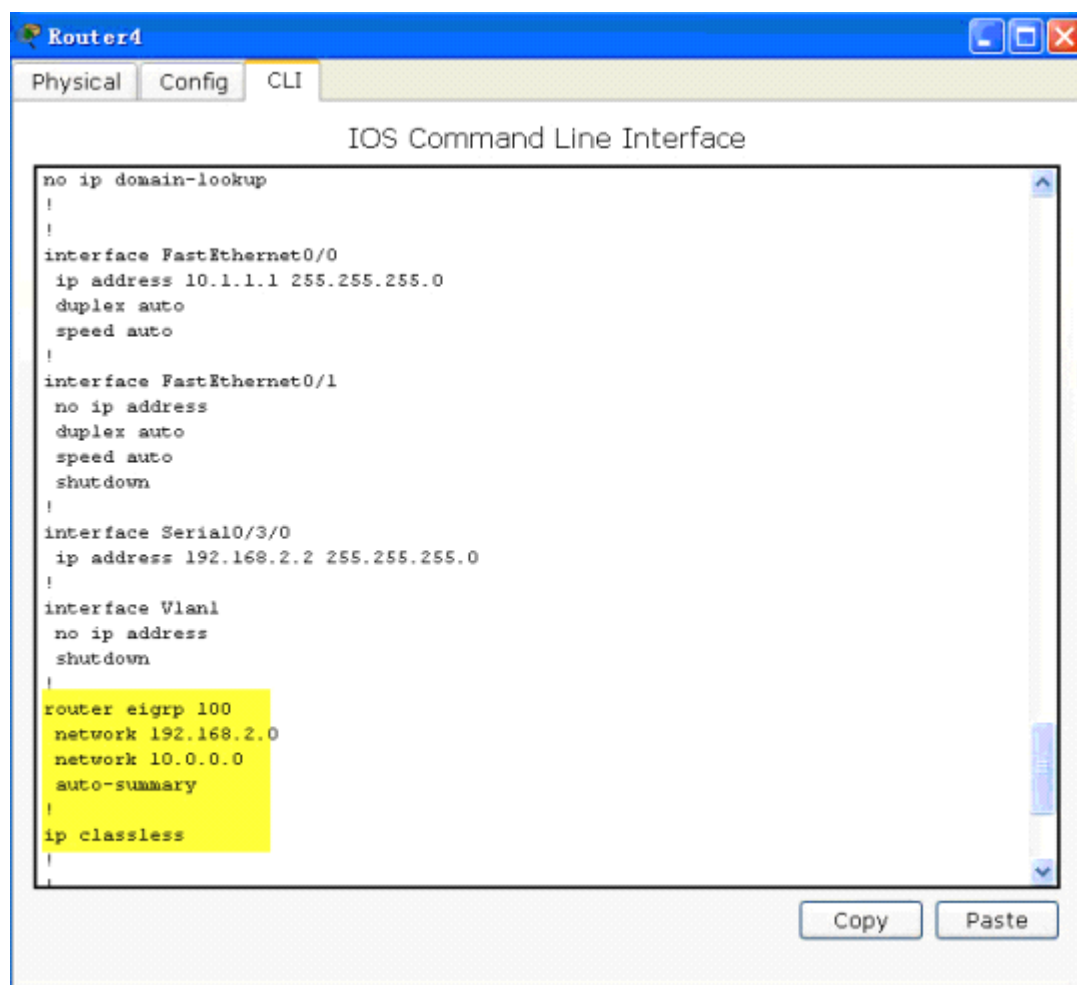 Router4
Physical Config CLI
IOS Command Line Interface
no ip domain-lookup
!
!
interface FastEthernet0/0
ip address 10.1.1.1 255.255.255.0
duplex auto
speed auto
!
interface FastEthernet0/1
no ip address
duplex auto
speed auto
shutdown
!
interface Serial0/3/0
ip address 192.168.2.2 255.255.255.0
!
interface Vlan1
no ip address
shutdown
!
router eigrp 100
network 192.168.2.0
network 10.0.0.0
auto-summary
!
ip classless
!
!
Copy Paste